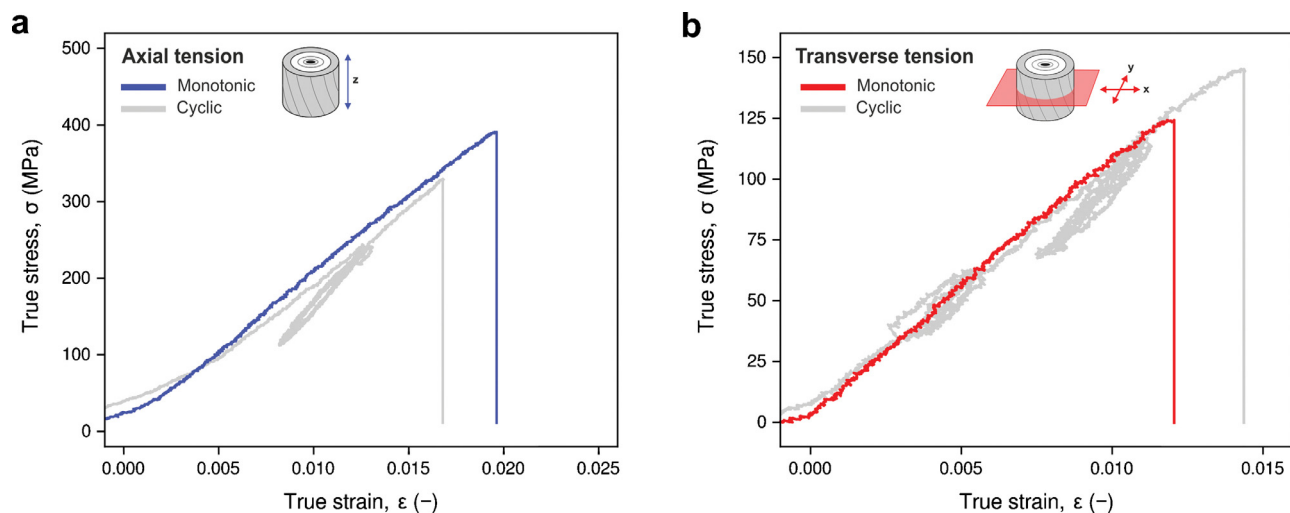 a
Axial tension
Monotonic
Cyclic
z
500
400
300
200
100
0
True stress, σ (MPa)
0.000 0.005 0.010 0.015 0.020 0.025
True strain, ε (−)
b
Transverse tension
Monotonic
Cyclic
y
x
150
125
100
75
50
25
0
True stress, σ (MPa)
0.000 0.005 0.010 0.015
True strain, ε (−)